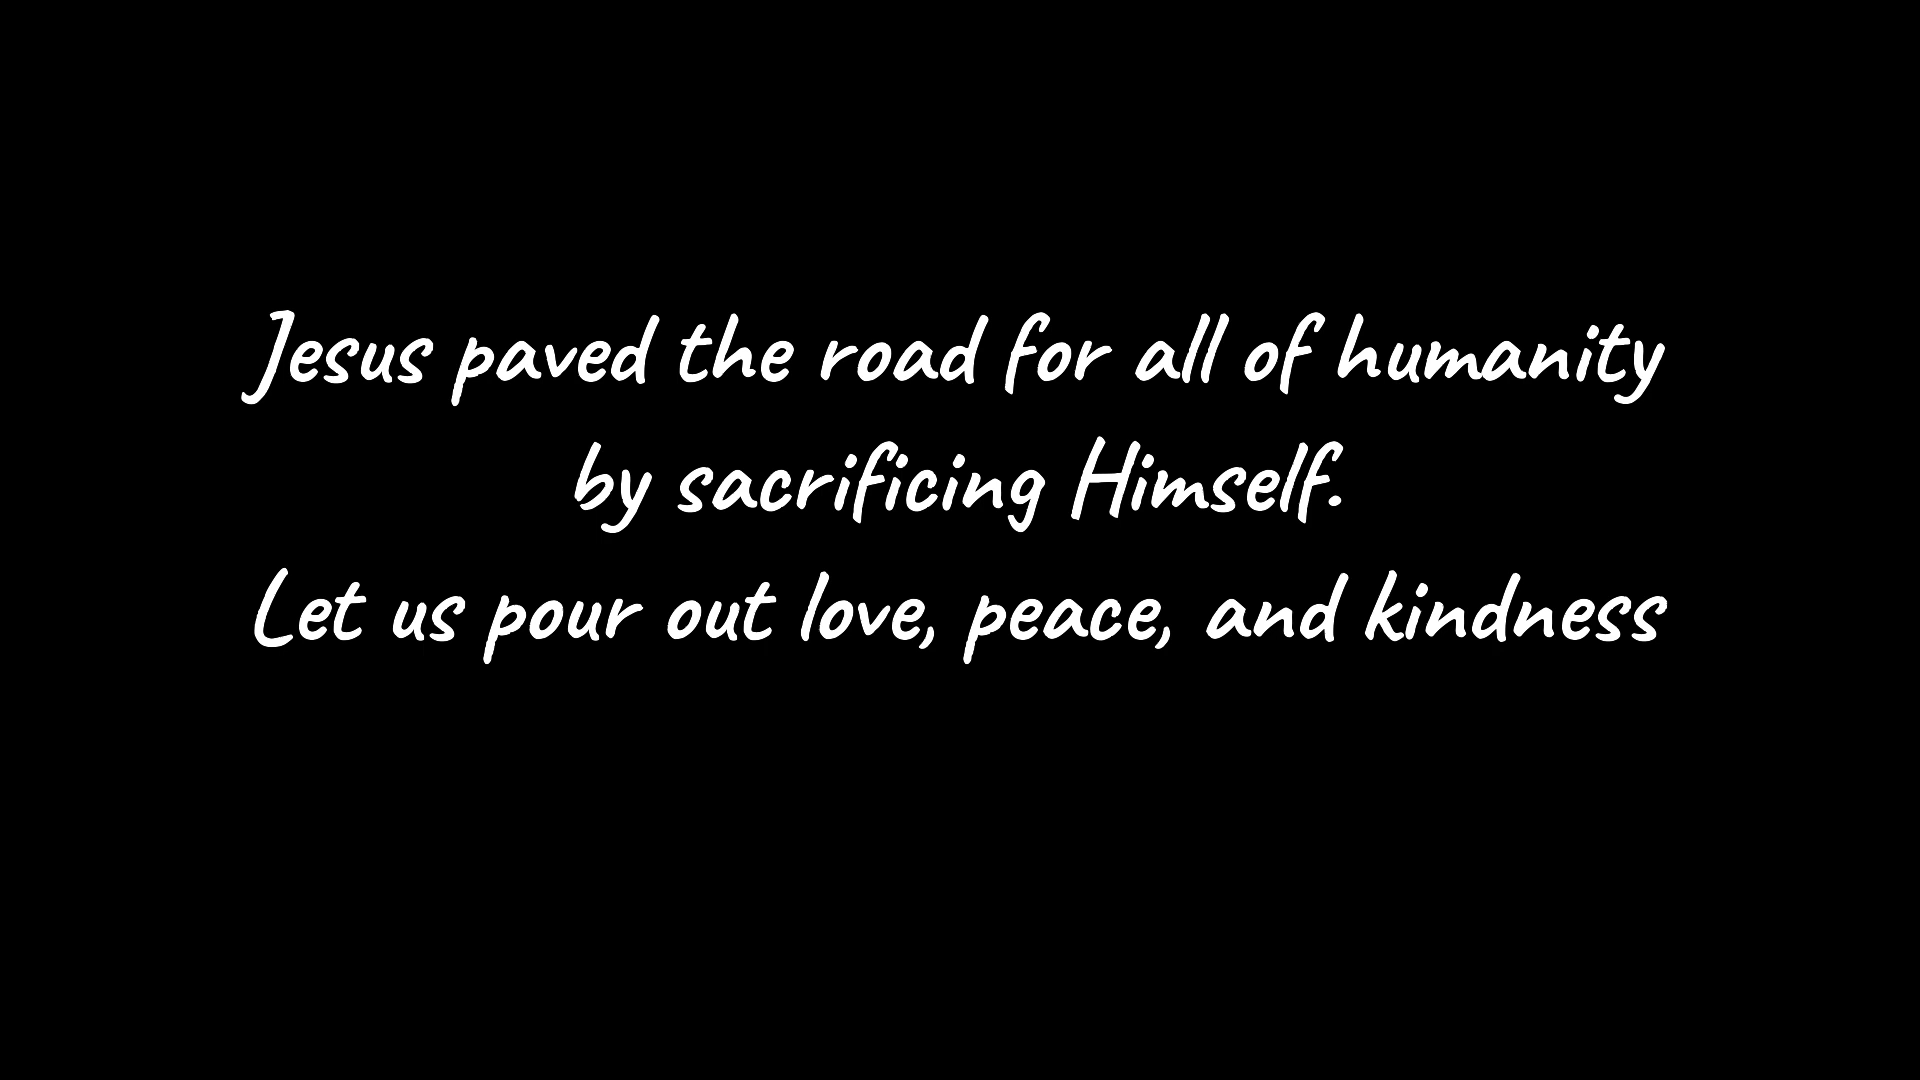 Jesus paved the road for all of humanity
by sacrificing Himself.
Let us pour out love, peace, and kindness